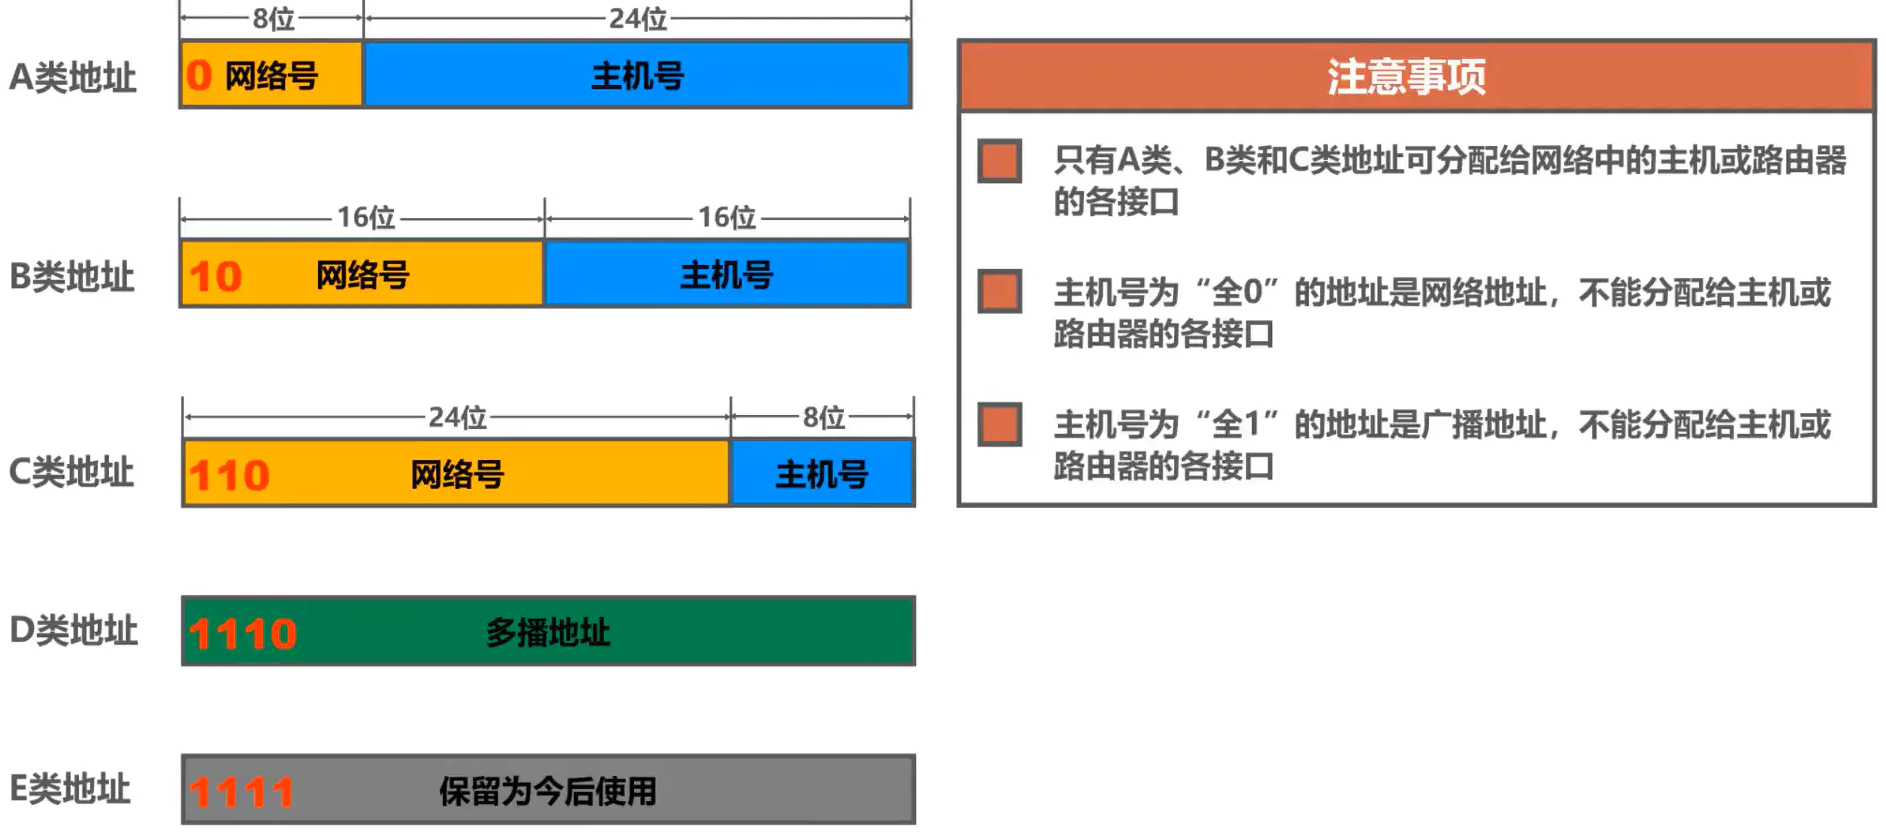 8位 24位
A类地址 0 网络号 主机号
16位 16位
B类地址 10 网络号 主机号
24位 8位
C类地址 110 网络号 主机号
D类地址 1110 多播地址
E类地址 1111 保留为今后使用
注意事项
只有A类、B类和C类地址可分配给网络中的主机或路由器
的各接口
主机号为“全0”的地址是网络地址，不能分配给主机或
路由器的各接口
主机号为“全1”的地址是广播地址，不能分配给主机或
路由器的各接口